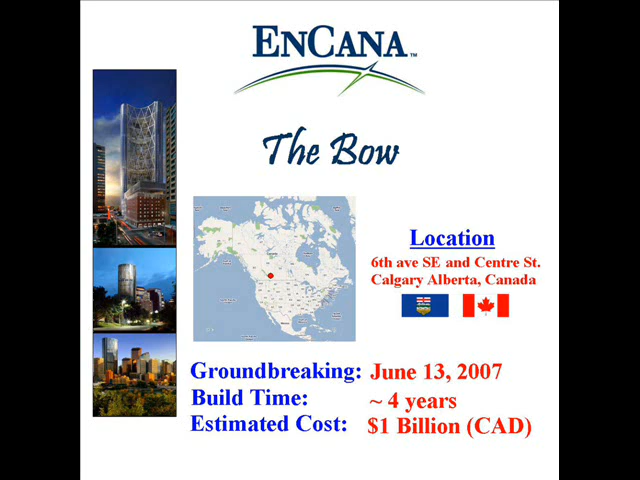 ENCANA™
The Bow
Location
6th ave SE and Centre St.
Calgary Alberta, Canada
Groundbreaking: June 13, 2007
Build Time: ~ 4 years
Estimated Cost: $1 Billion (CAD)